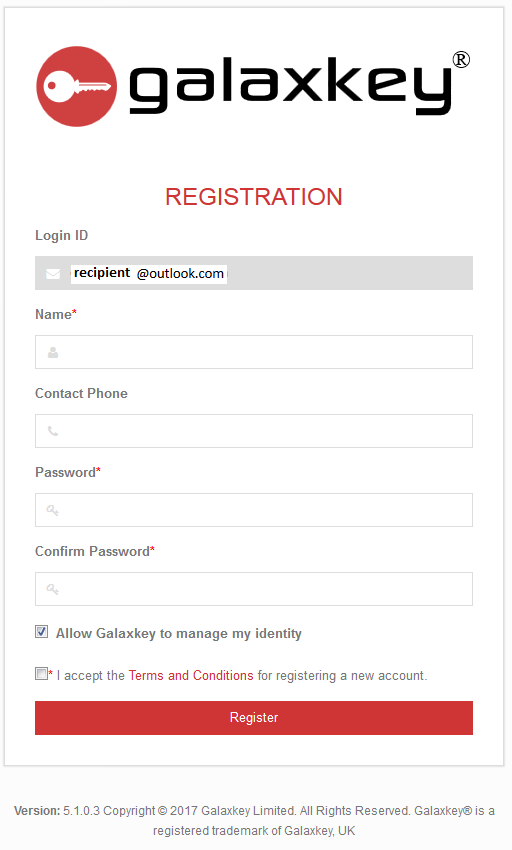 galaxkey®
REGISTRATION
Login ID
recipient @outlook.com
Name*
Contact Phone
Password*
Confirm Password*
Allow Galaxkey to manage my identity
* I accept the Terms and Conditions for registering a new account.
Register
Version: 5.1.0.3 Copyright © 2017 Galaxkey Limited. All Rights Reserved. Galaxkey® is a
registered trademark of Galaxkey, UK